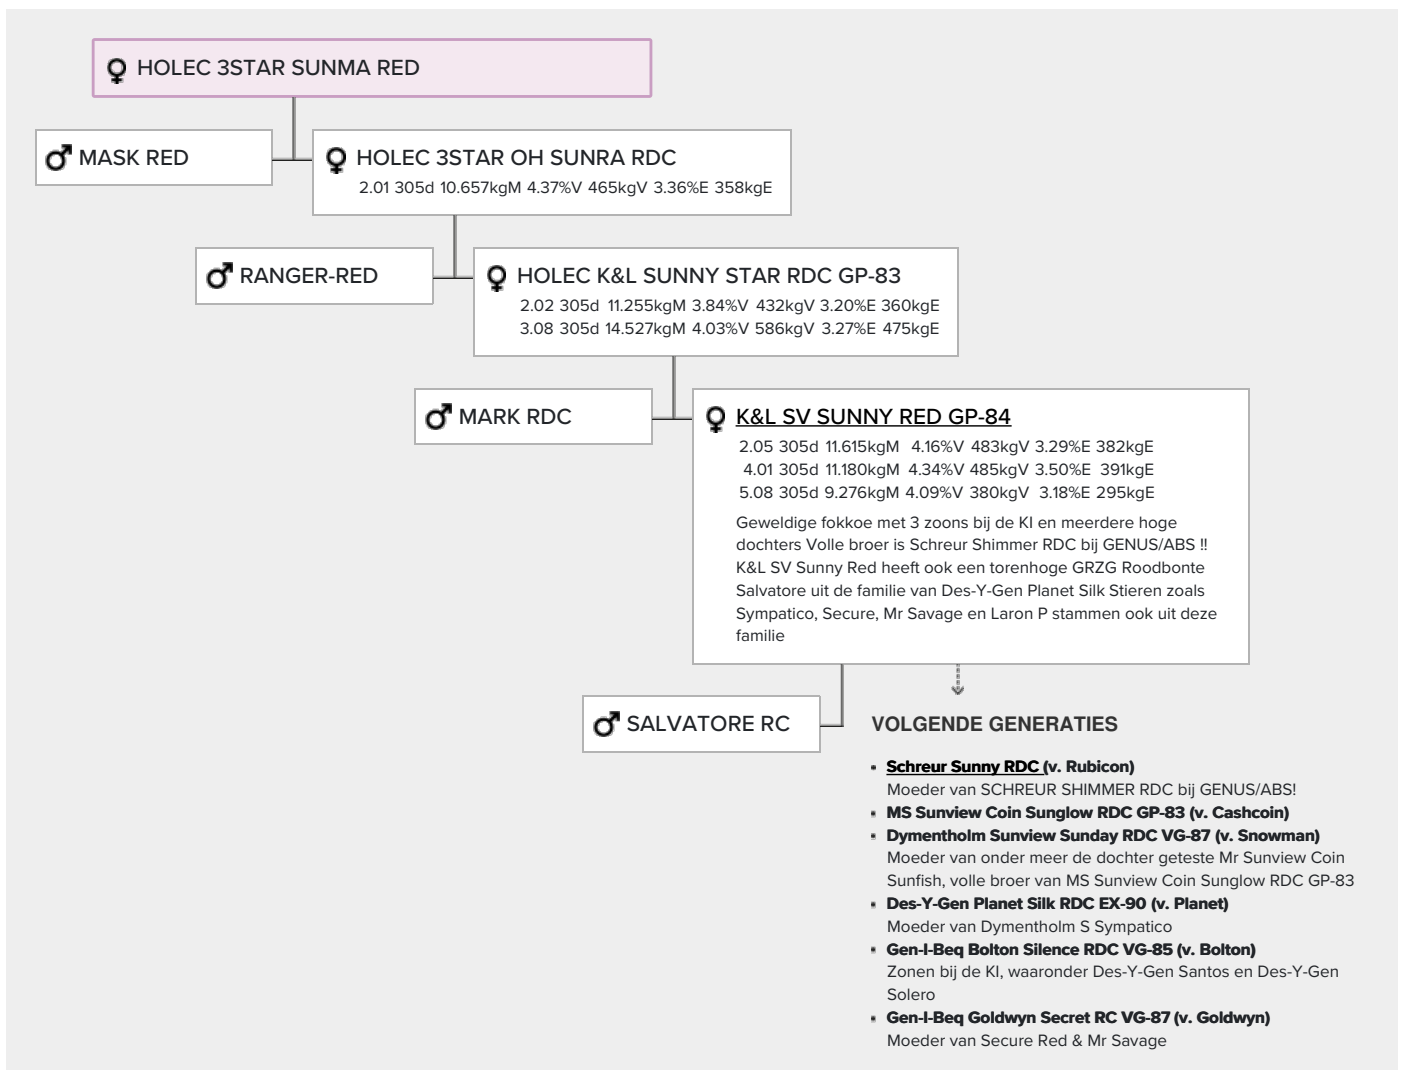 HOLEC 3STAR SUNMA RED
MASK RED
HOLEC 3STAR OH SUNRA RDC
2.01 305d 10.657kgM 4.37%V 465kgV 3.36%E 358kgE
RANGER-RED
HOLEC K&L SUNNY STAR RDC GP-83
2.02 305d 11.255kgM 3.84%V 432kgV 3.20%E 360kgE
3.08 305d 14.527kgM 4.03%V 586kgV 3.27%E 475kgE
MARK RDC
K&L SV SUNNY RED GP-84
2.05 305d 11.615kgM 4.16%V 483kgV 3.29%E 382kgE
4.01 305d 11.180kgM 4.34%V 485kgV 3.50%E 391kgE
5.08 305d 9.276kgM 4.09%V 380kgV 3.18%E 295kgE
Geweldige fokkoe met 3 zoons bij de KI en meerdere hoge
dochters Volle broer is Schreur Shimmer RDC bij GENUS/ABS !!
K&L SV Sunny Red heeft ook een torenhoge GRZG Roodbonte
Salvatore uit de familie van Des-Y-Gen Planet Silk Stieren zoals
Sympatico, Secure, Mr Savage en Laron P stammen ook uit deze
familie
SALVATORE RC
VOLGENDE GENERATIES
Schreur Sunny RDC (v. Rubicon)
Moeder van SCHREUR SHIMMER RDC bij GENUS/ABS!
MS Sunview Coin Sunglow RDC GP-83 (v. Cashcoin)
Dymentholm Sunview Sunday RDC VG-87 (v. Snowman)
Moeder van onder meer de dochter geteste Mr Sunview Coin
Sunfish, volle broer van MS Sunview Coin Sunglow RDC GP-83
Des-Y-Gen Planet Silk RDC EX-90 (v. Planet)
Moeder van Dymentholm S Sympatico
Gen-I-Beq Bolton Silence RDC VG-85 (v. Bolton)
Zonen bij de KI, waaronder Des-Y-Gen Santos en Des-Y-Gen
Solero
Gen-I-Beq Goldwyn Secret RC VG-87 (v. Goldwyn)
Moeder van Secure Red & Mr Savage